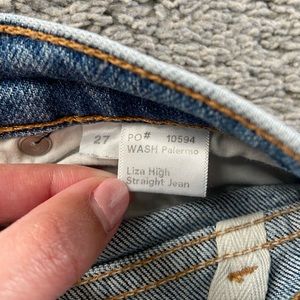 27
PO# 10594
WASH Palermo
Liza High
Straight Jean